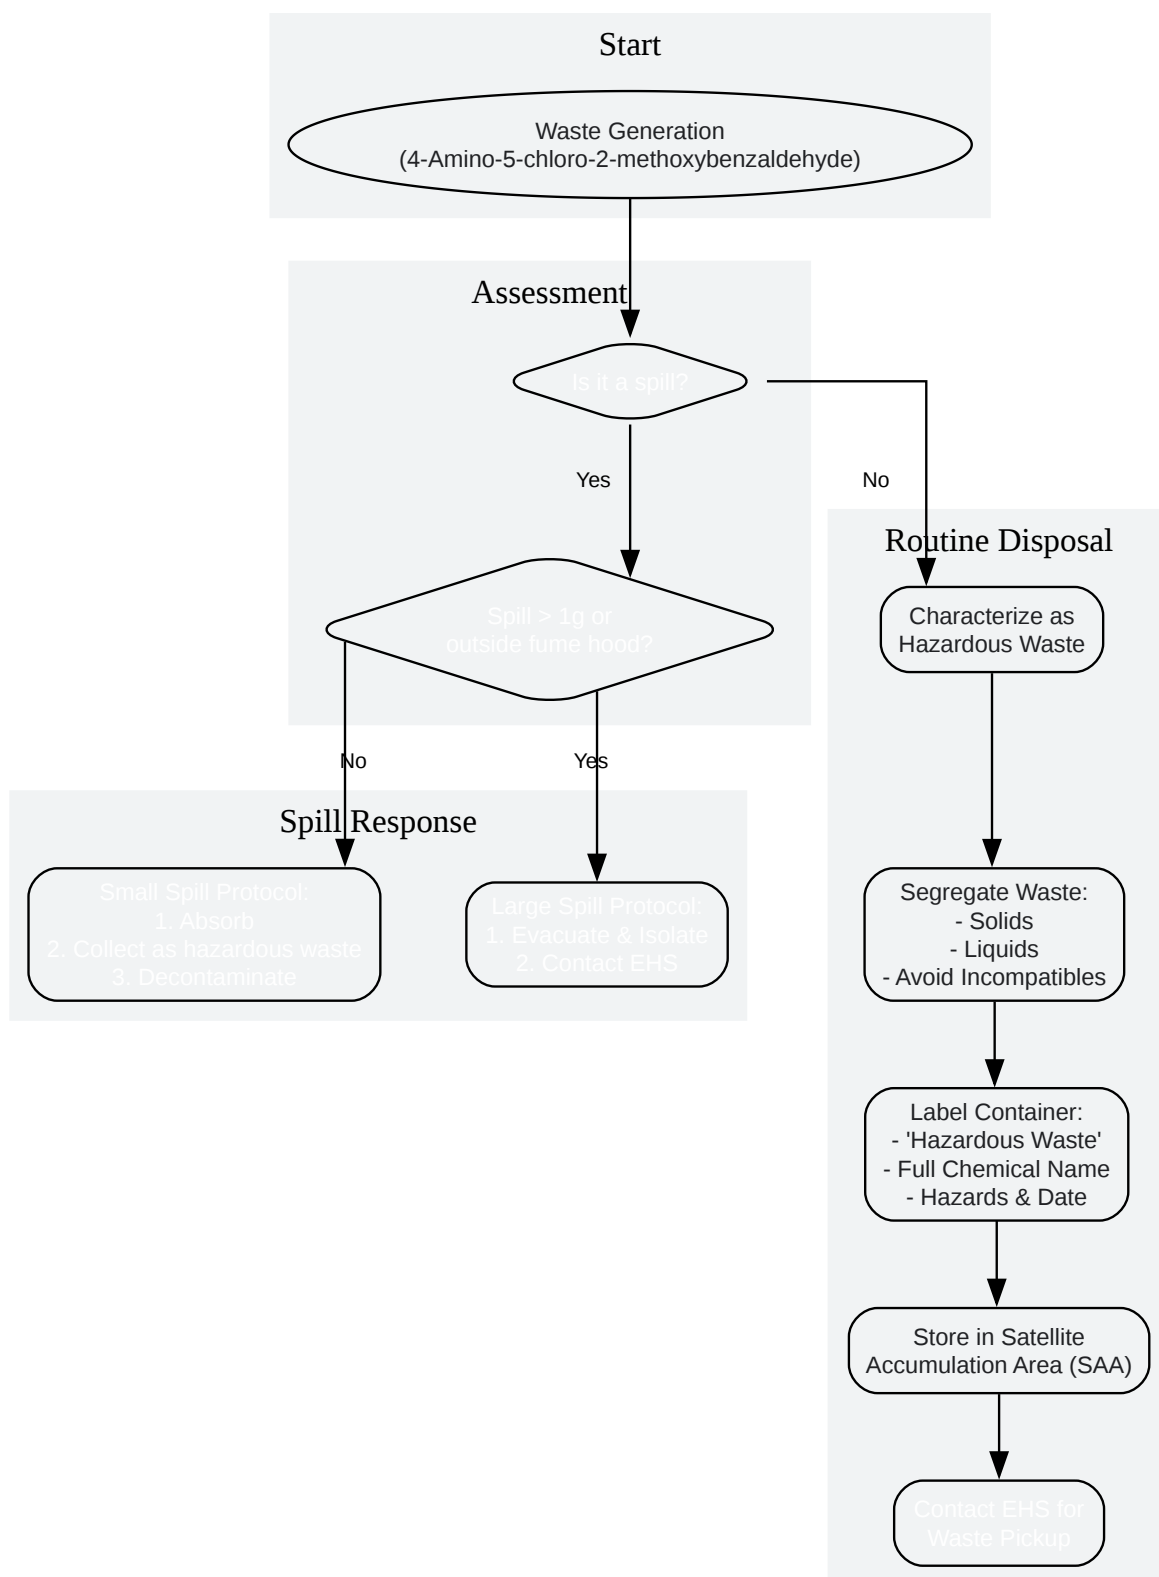 Start
Waste Generation
(4-Amino-5-chloro-2-methoxybenzaldehyde)
Assessment
Is it a spill?
Yes
No
Spill > 1g or
outside fume hood?
No
Yes
Spill Response
Small Spill Protocol:
1. Absorb
2. Collect as hazardous waste
3. Decontaminate
Large Spill Protocol:
1. Evacuate & Isolate
2. Contact EHS
Routine Disposal
Characterize as
Hazardous Waste
Segregate Waste:
- Solids
- Liquids
- Avoid Incompatibles
Label Container:
- 'Hazardous Waste'
- Full Chemical Name
- Hazards & Date
Store in Satellite
Accumulation Area (SAA)
Contact EHS for
Waste Pickup